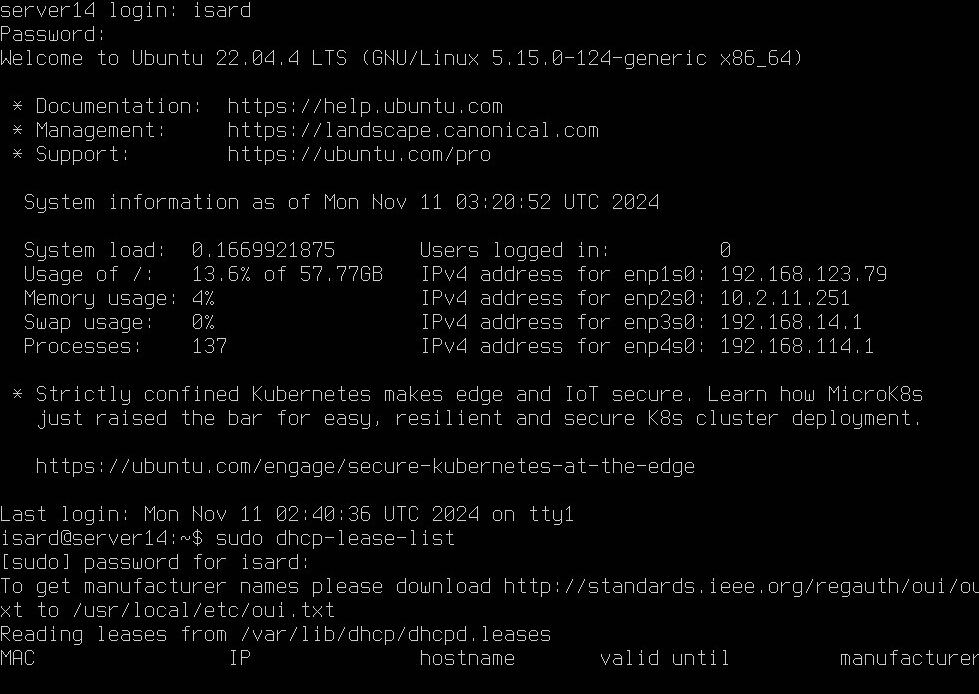 server14 login: isard
Password:
Welcome to Ubuntu 22.04.4 LTS (GNU/Linux 5.15.0-124-generic x86_64)
* Documentation: https://help.ubuntu.com
* Management: https://landscape.canonical.com
* Support: https://ubuntu.com/pro
System information as of Mon Nov 11 03:20:52 UTC 2024
System load: 0.1669921875 Users logged in: 0
Usage of /: 13.6% of 57.77GB IPv4 address for enp1s0: 192.168.123.79
Memory usage: 4% IPv4 address for enp2s0: 10.2.11.251
Swap usage: 0% IPv4 address for enp3s0: 192.168.14.1
Processes: 137 IPv4 address for enp4s0: 192.168.114.1
* Strictly confined Kubernetes makes edge and IoT secure. Learn how MicroK8s
just raised the bar for easy, resilient and secure K8s cluster deployment.
https://ubuntu.com/engage/secure-kubernetes-at-the-edge
Last login: Mon Nov 11 02:40:36 UTC 2024 on tty1
isard@server14:~$ sudo dhcp-lease-list
[sudo] password for isard:
To get manufacturer names please download http://standards.ieee.org/regauth/oui/ou
xt to /usr/local/etc/oui.txt
Reading leases from /var/lib/dhcp/dhcpd.leases
MAC IP hostname valid until manufacturer